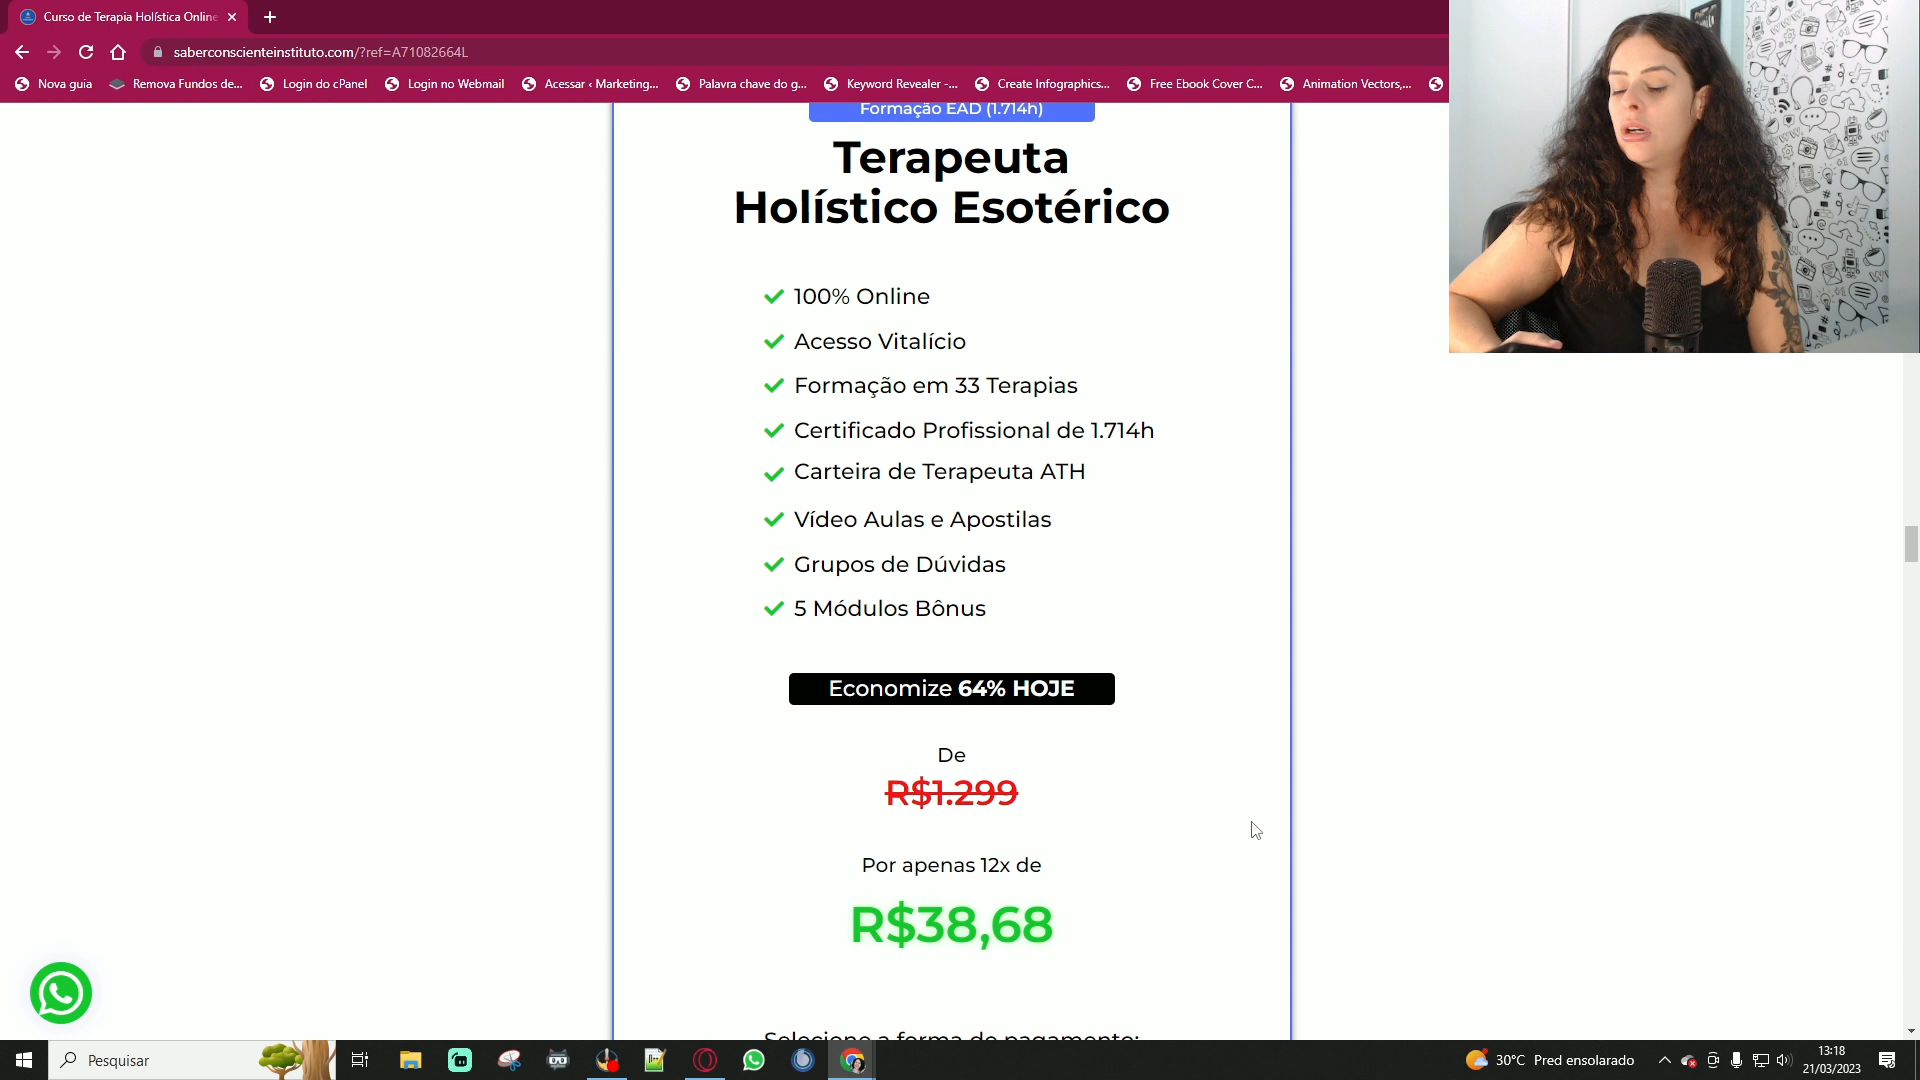 Curso de Terapia Holística Online
saberconscienteinstituto.com/?ref=A71082664L
Nova guia
Remova Fundos de...
Login do cPanel
Login no Webmail
Acessar ‹ Marketing...
Palavra chave do g...
Keyword Revealer -...
Create Infographics...
Free Ebook Cover C...
Animation Vectors,...
Formação EAD (1.714h)
Terapeuta
Holístico Esotérico
100% Online
Acesso Vitalício
Formação em 33 Terapias
Certificado Profissional de 1.714h
Carteira de Terapeuta ATH
Vídeo Aulas e Apostilas
Grupos de Dúvidas
5 Módulos Bônus
Economize 64% HOJE
De
R$1.299
Por apenas 12x de
R$38,68
Selecione a forma de pagamento:
Pesquisar
30°C Pred ensolarado
13:18
21/03/2023